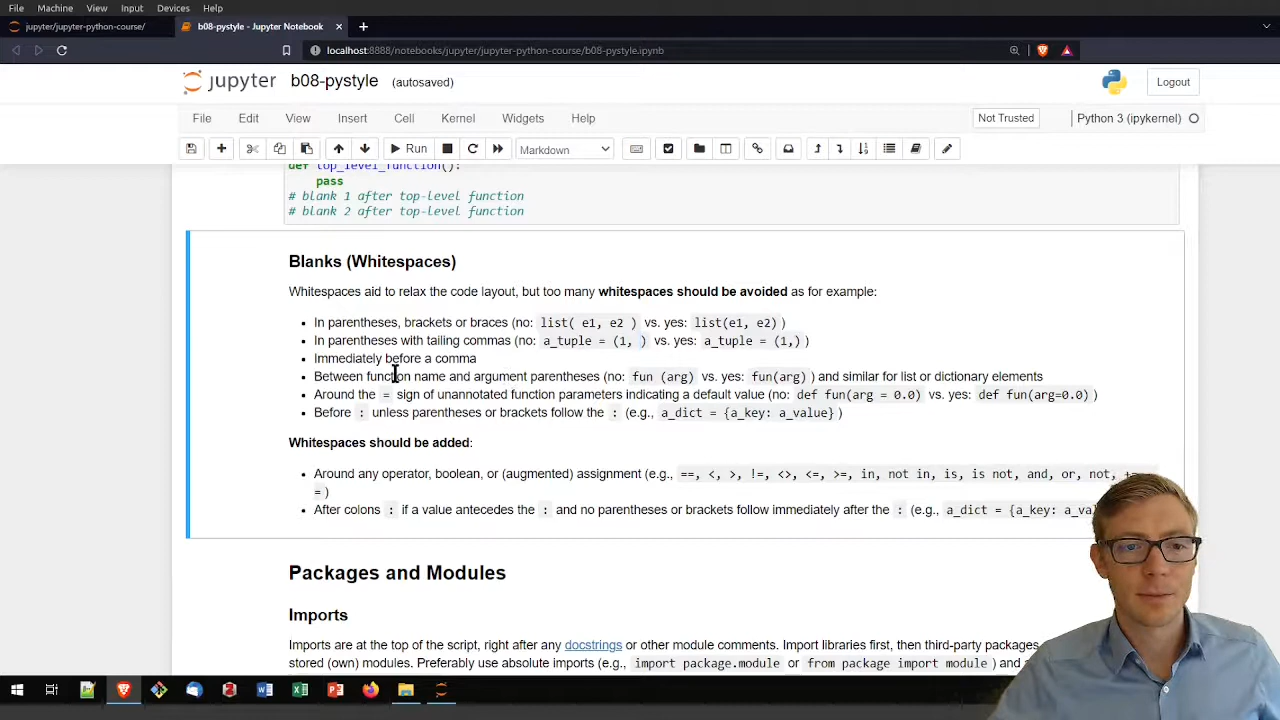 File Machine View Input Devices Help
jupyter/jupyter-python-course/
b08-pystyle - Jupyter Notebook
localhost:8888/notebooks/jupyter/jupyter-python-course/b08-pystyle.ipynb
jupyter b08-pystyle (autosaved)
Logout
File Edit View Insert Cell Kernel Widgets Help
Not Trusted
Python 3 (ipykernel)
Run
Markdown
def top_level_function():
pass
# blank 1 after top-level function
# blank 2 after top-level function
Blanks (Whitespaces)
Whitespaces aid to relax the code layout, but too many whitespaces should be avoided as for example:
• In parentheses, brackets or braces (no: list( e1, e2 ) vs. yes: list(e1, e2))
• In parentheses with tailing commas (no: a_tuple = (1, ) vs. yes: a_tuple = (1,))
• Immediately before a comma
• Between function name and argument parentheses (no: fun (arg) vs. yes: fun(arg)) and similar for list or dictionary elements
• Around the = sign of unannotated function parameters indicating a default value (no: def fun(arg = 0.0) vs. yes: def fun(arg=0.0))
• Before : unless parentheses or brackets follow the : (e.g., a_dict = {a_key: a_value})
Whitespaces should be added:
• Around any operator, boolean, or (augmented) assignment (e.g., ==, <, >, !=, <>, <=, >=, in, not in, is, is not, and, or, not,
=)
• After colons : if a value antecedes the : and no parentheses or brackets follow immediately after the : (e.g., a_dict = {a_key:
Packages and Modules
Imports
Imports are at the top of the script, right after any docstrings or other module comments. Import libraries first, then third-party packages
stored (own) modules. Preferably use absolute imports (e.g., import package.module or from package import module)